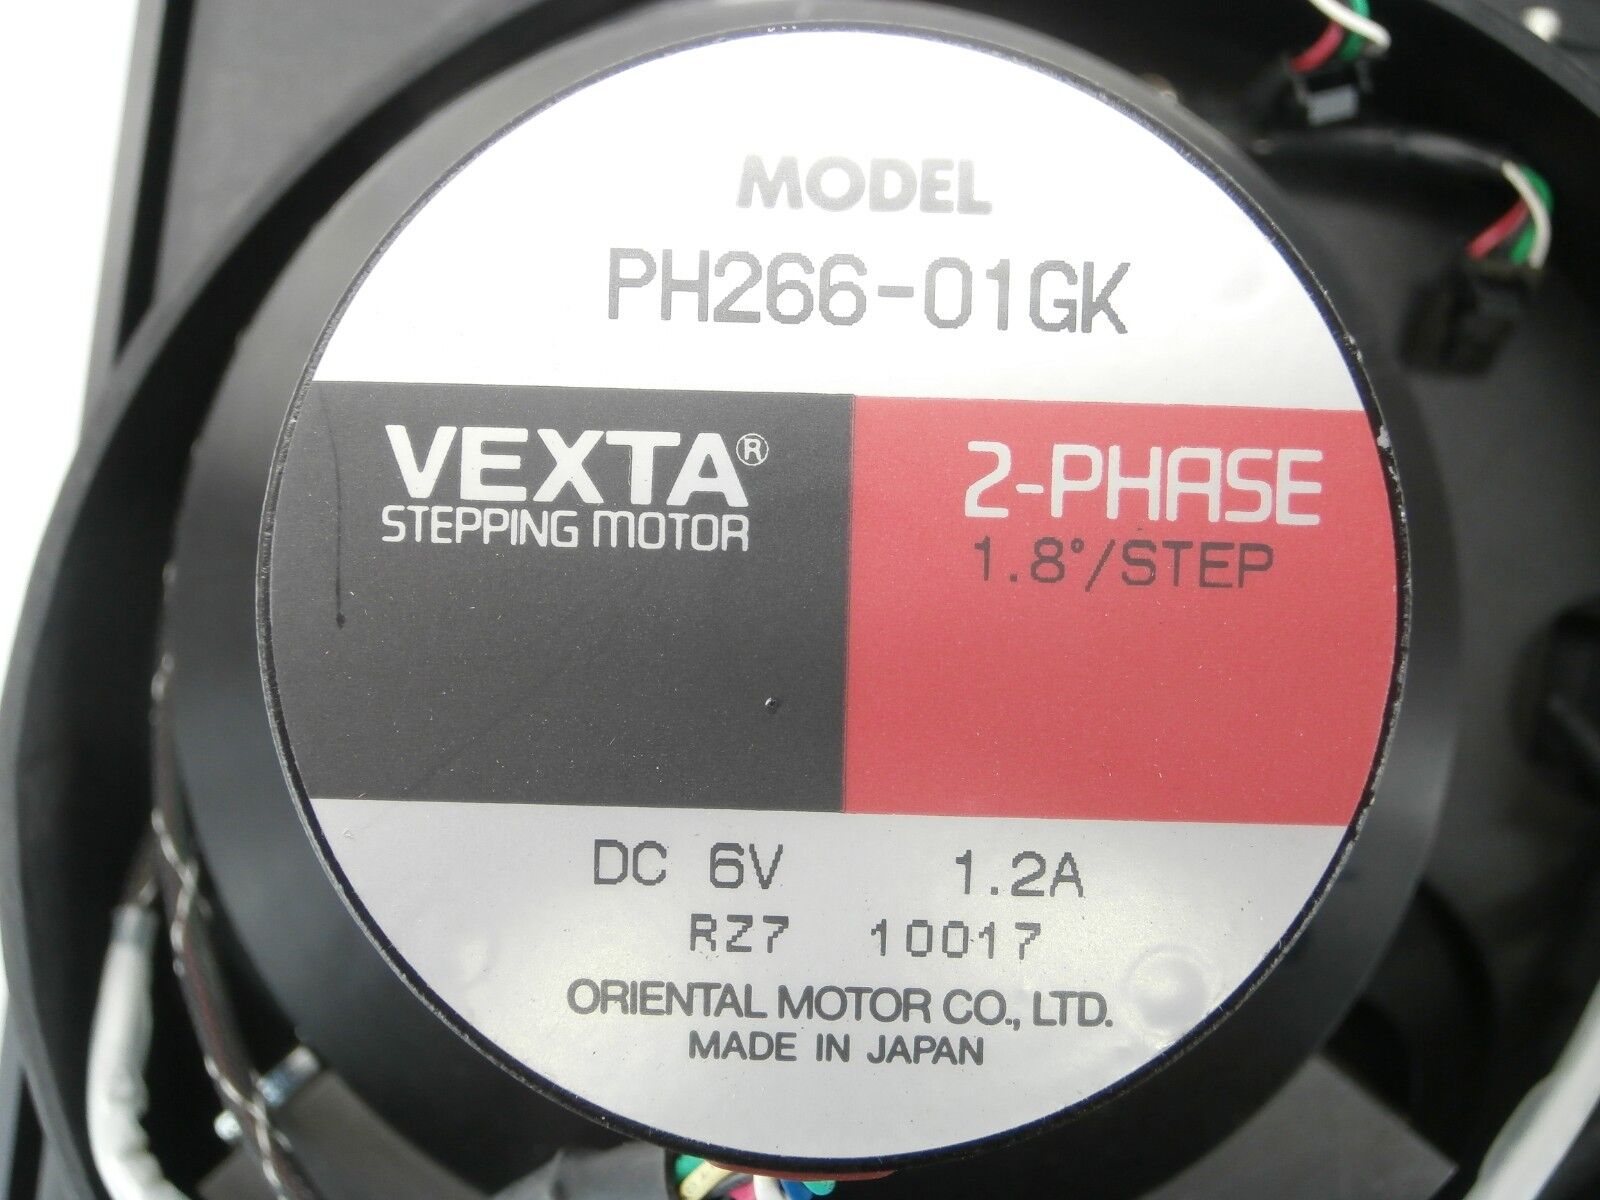 MODEL
PH266-01GK
VEXTA®
STEPPING MOTOR
2-PHASE
1.8°/STEP
DC 6V 1.2A
RZ7 10017
ORIENTAL MOTOR CO., LTD.
MADE IN JAPAN